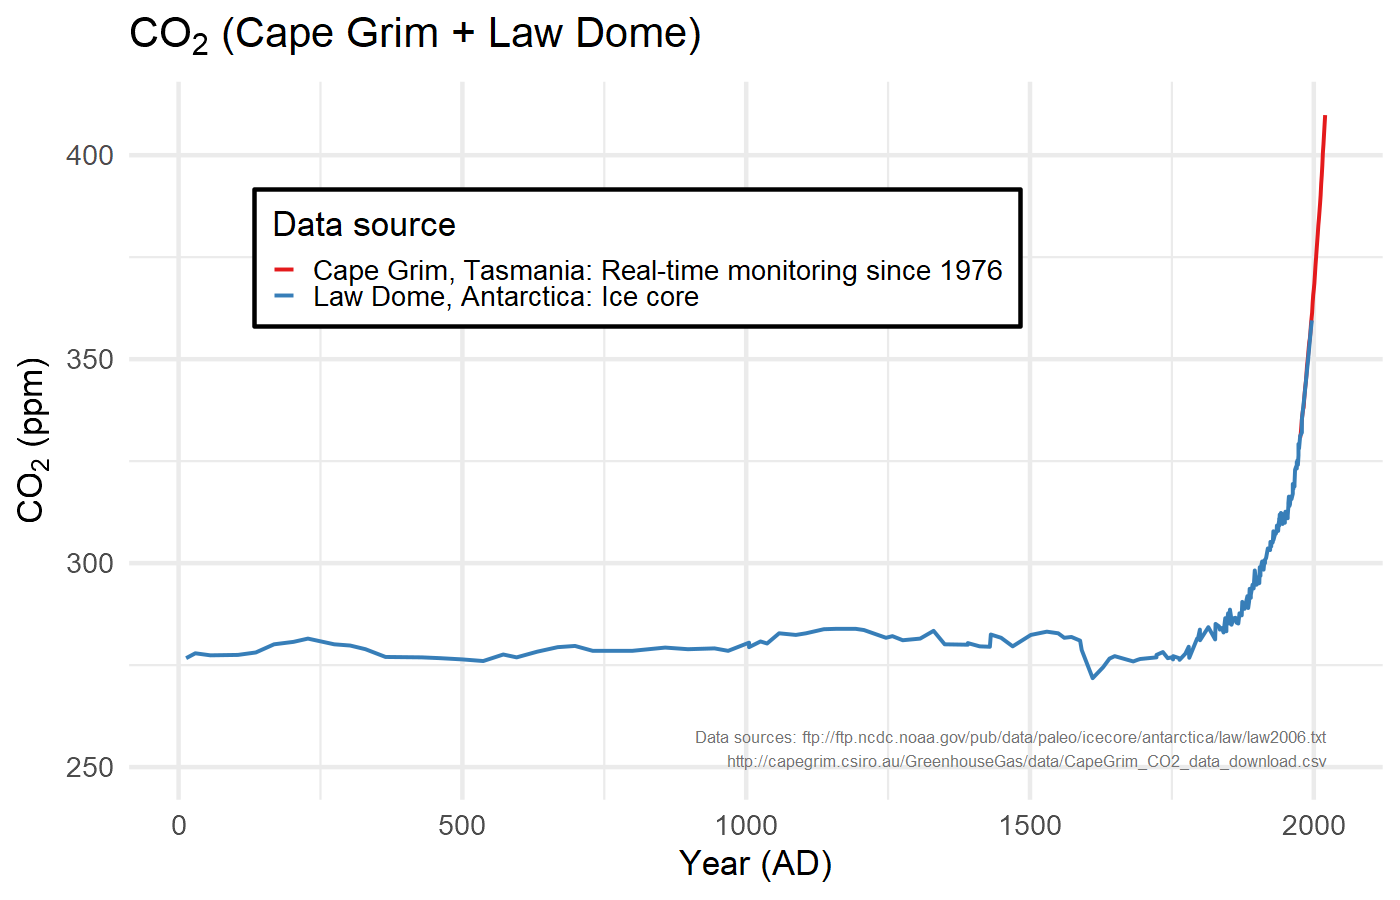 CO₂ (Cape Grim + Law Dome)
400
350
300
250
CO₂ (ppm)
Data source
Cape Grim, Tasmania: Real-time monitoring since 1976
Law Dome, Antarctica: Ice core
Data sources: ftp://ftp.ncdc.noaa.gov/pub/data/paleo/icecore/antarctica/law/law2006.txt
http://capegrim.csiro.au/GreenhouseGas/data/CapeGrim_CO2_data_download.csv
0 500 1000 1500 2000
Year (AD)